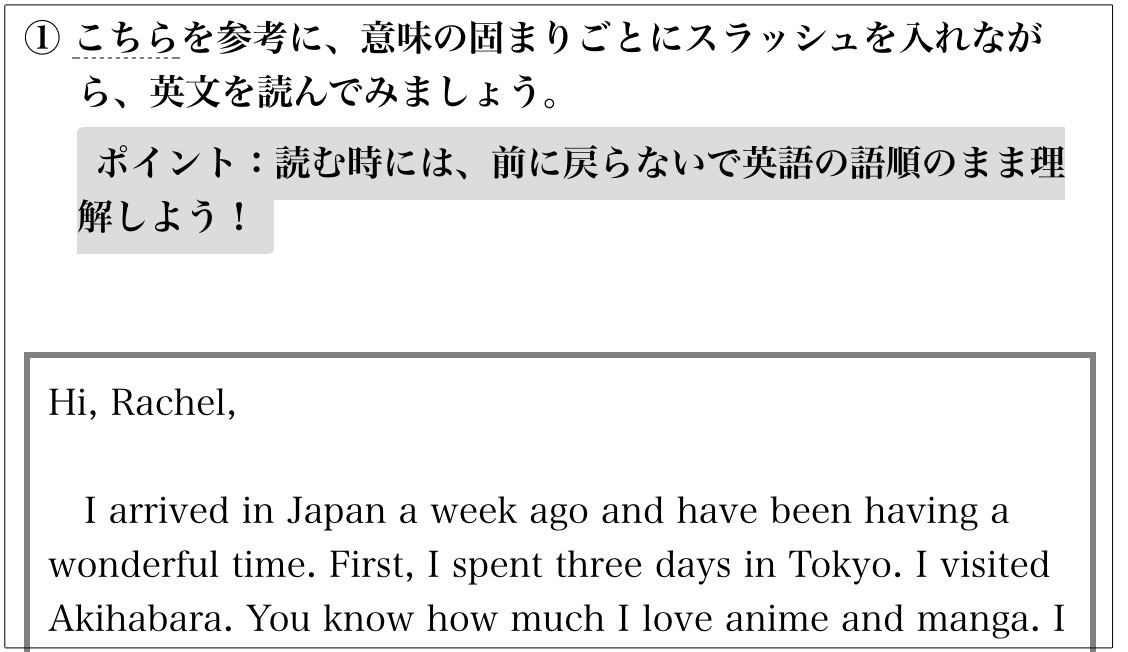 ① こちらを参考に、意味の固まりごとにスラッシュを入れなが
ら、英文を読んでみましょう。
ポイント：読む時には、前に戻らないで英語の語順のまま理
解しよう！
Hi, Rachel,
I arrived in Japan a week ago and have been having a
wonderful time. First, I spent three days in Tokyo. I visited
Akihabara. You know how much I love anime and manga. I